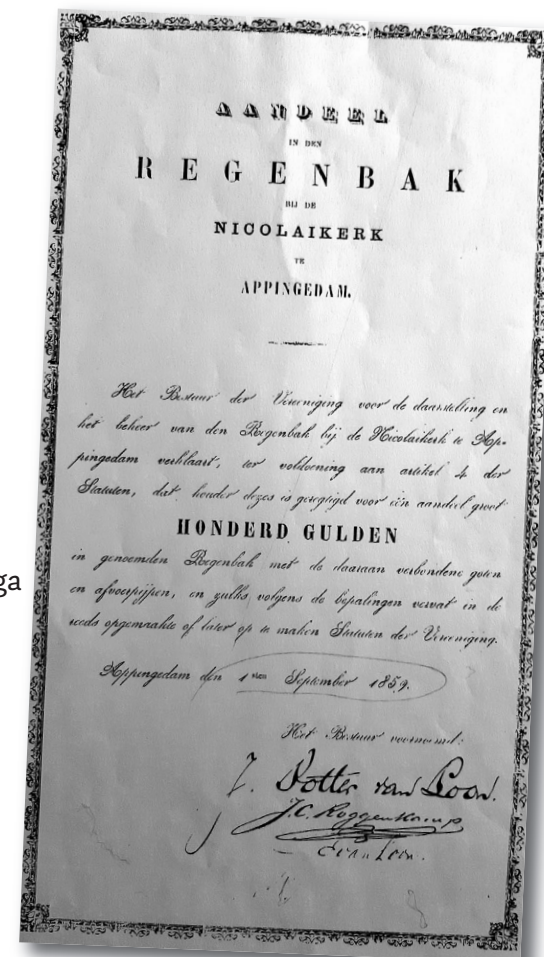 AANDEEL
IN DEN
REGENBAK
BIJ DE
NICOLAIKERK
TE
APPINGEDAM.
Het Bestuur der Vereeniging voor de daarstelling en
het beheer van den Regenbak bij de Nicolaikerk te Ap-
pingedam verklaart, ter voldoening aan artikel 4 der
Statuten, dat houder dezes is geregtigd voor één aandeel groot
HONDERD GULDEN
in genoemden Regenbak met de daaraan verbondene goten
en afvoerpijpen, en zulks volgens de bepalingen vervat in de
reeds opgemaakte of later op te maken Statuten der Vereeniging.
ga
Appingedam den 1sten September 1859.
Het Bestuur voornoemd:
J. Dotter van Loon.
J.C. Roggenkamp
van Loon.